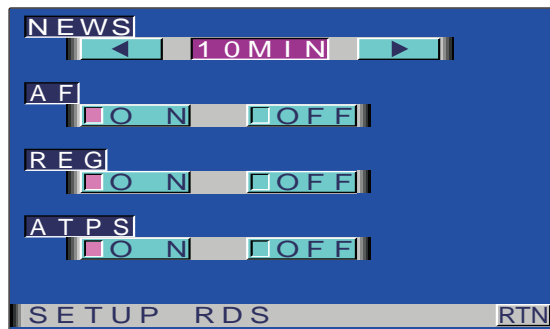 NEWS
◄ 10MIN ►
AF
ON OFF
REG
ON OFF
ATPS
ON OFF
SETUP RDS RTN